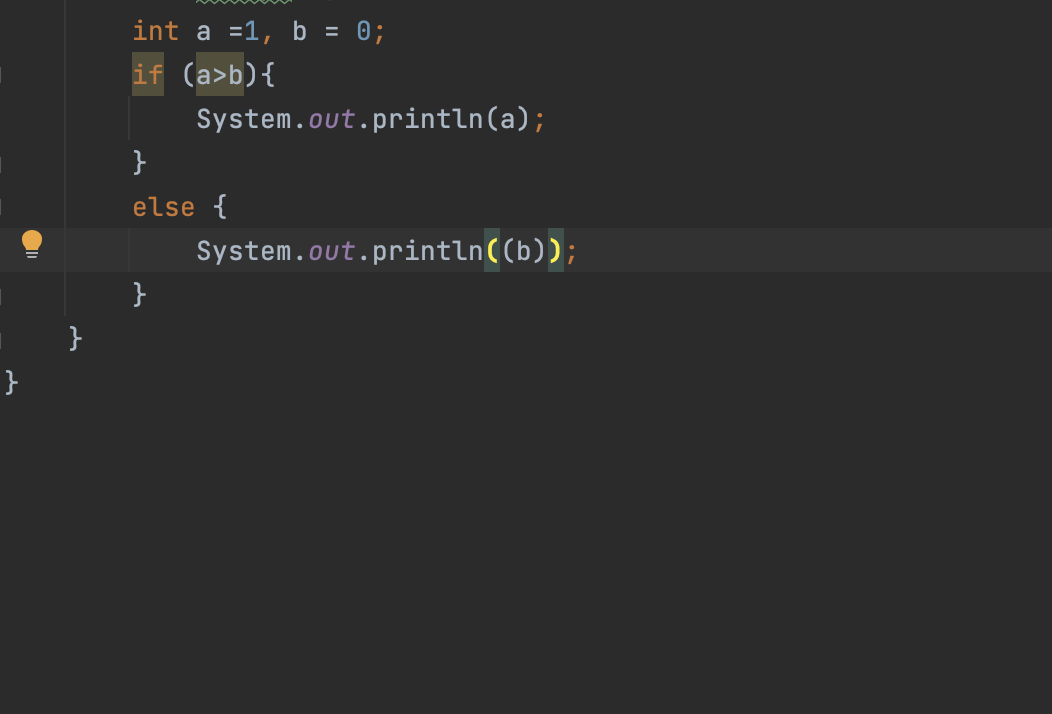 int a =1, b = 0;
if (a>b){
System.out.println(a);
}
else {
System.out.println((b));
}
}
}